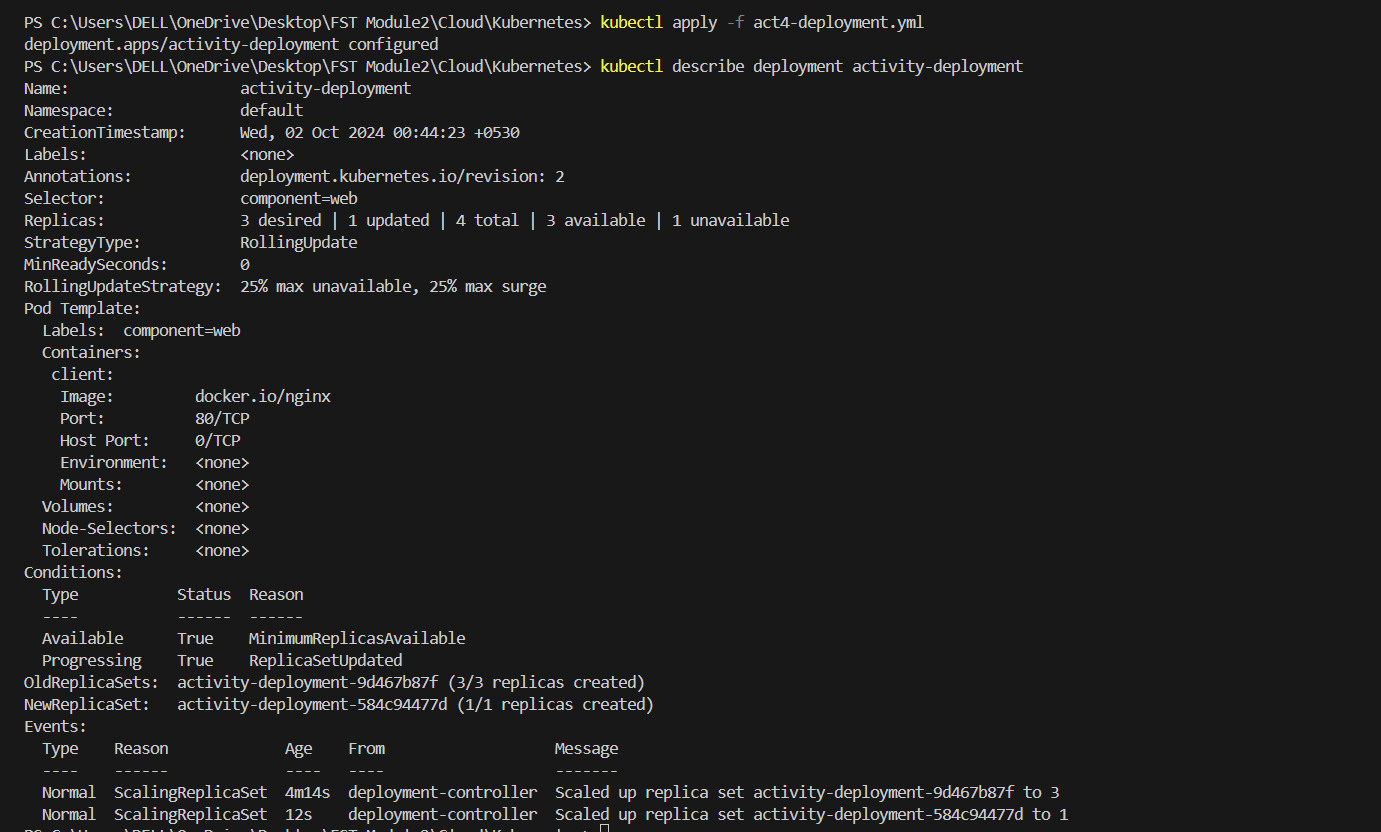 PS C:\Users\DELL\OneDrive\Desktop\FST Module2\Cloud\Kubernetes> kubectl apply -f act4-deployment.yml
deployment.apps/activity-deployment configured
PS C:\Users\DELL\OneDrive\Desktop\FST Module2\Cloud\Kubernetes> kubectl describe deployment activity-deployment
Name:                   activity-deployment
Namespace:              default
CreationTimestamp:      Wed, 02 Oct 2024 00:44:23 +0530
Labels:                 <none>
Annotations:            deployment.kubernetes.io/revision: 2
Selector:               component=web
Replicas:               3 desired | 1 updated | 4 total | 3 available | 1 unavailable
StrategyType:           RollingUpdate
MinReadySeconds:        0
RollingUpdateStrategy:  25% max unavailable, 25% max surge
Pod Template:
  Labels:  component=web
  Containers:
   client:
    Image:         docker.io/nginx
    Port:          80/TCP
    Host Port:     0/TCP
    Environment:   <none>
    Mounts:        <none>
  Volumes:         <none>
  Node-Selectors:  <none>
  Tolerations:     <none>
Conditions:
  Type           Status  Reason
  ----           ------  ------
  Available      True    MinimumReplicasAvailable
  Progressing    True    ReplicaSetUpdated
OldReplicaSets:  activity-deployment-9d467b87f (3/3 replicas created)
NewReplicaSet:   activity-deployment-584c94477d (1/1 replicas created)
Events:
  Type    Reason             Age    From                   Message
  ----    ------             ----   ----                   -------
  Normal  ScalingReplicaSet  4m14s  deployment-controller  Scaled up replica set activity-deployment-9d467b87f to 3
  Normal  ScalingReplicaSet  12s    deployment-controller  Scaled up replica set activity-deployment-584c94477d to 1